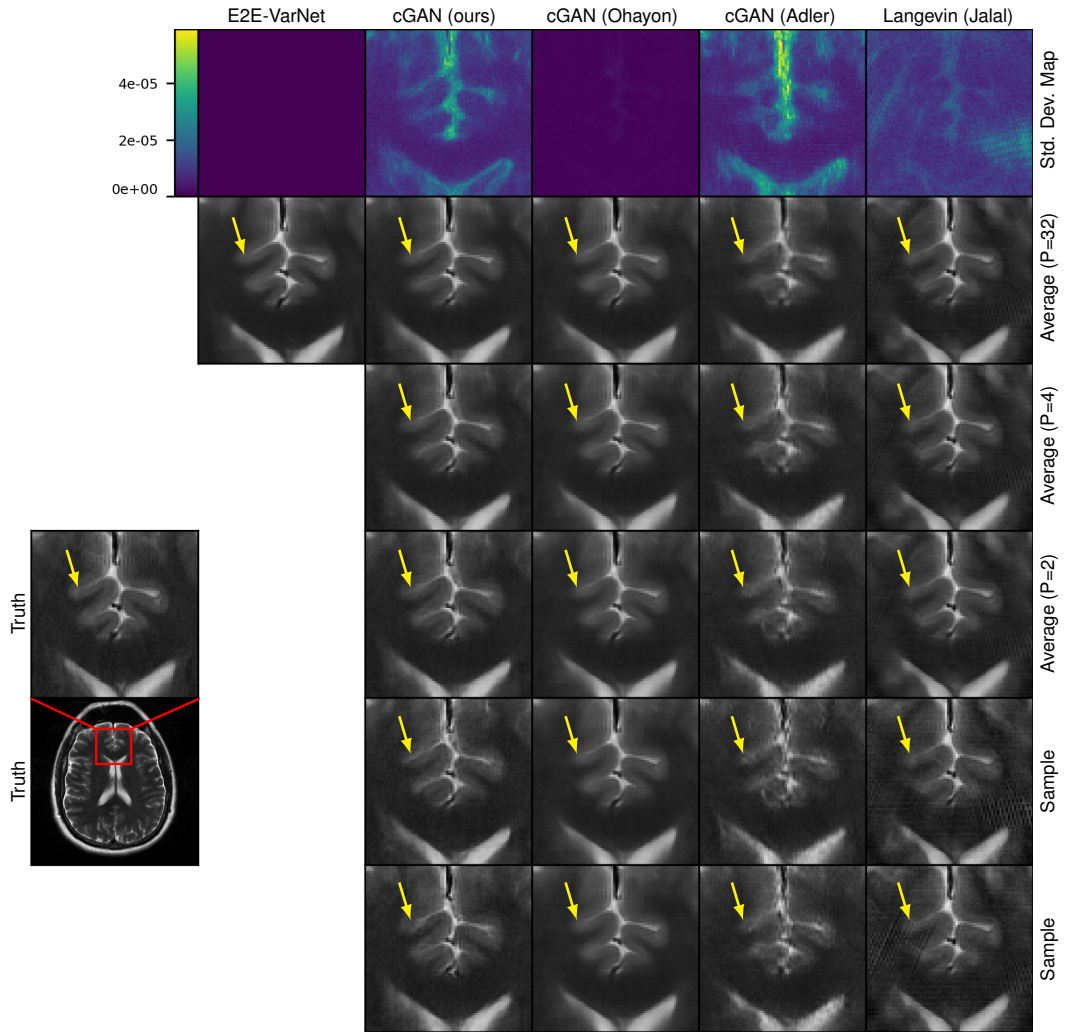 E2E-VarNet
cGAN (ours)
cGAN (Ohayon)
cGAN (Adler)
Langevin (Jalal)
4e-05
2e-05
0e+00
Std. Dev. Map
Average (P=32)
Average (P=4)
Truth
Average (P=2)
Truth
Sample
Sample